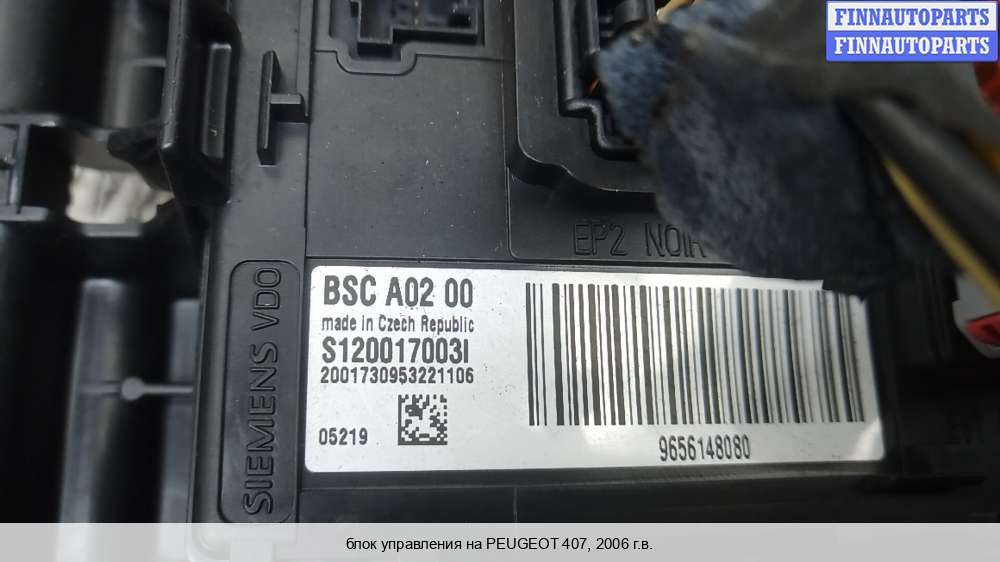 FINNAUTOPARTS
FINNAUTOPARTS
EP2 NOIR
SIEMENS VDO
BSC A02 00
made in Czech Republic
S120017003I
2001730953221106
05219
9656148080
блок управления на PEUGEOT 407, 2006 г.в.